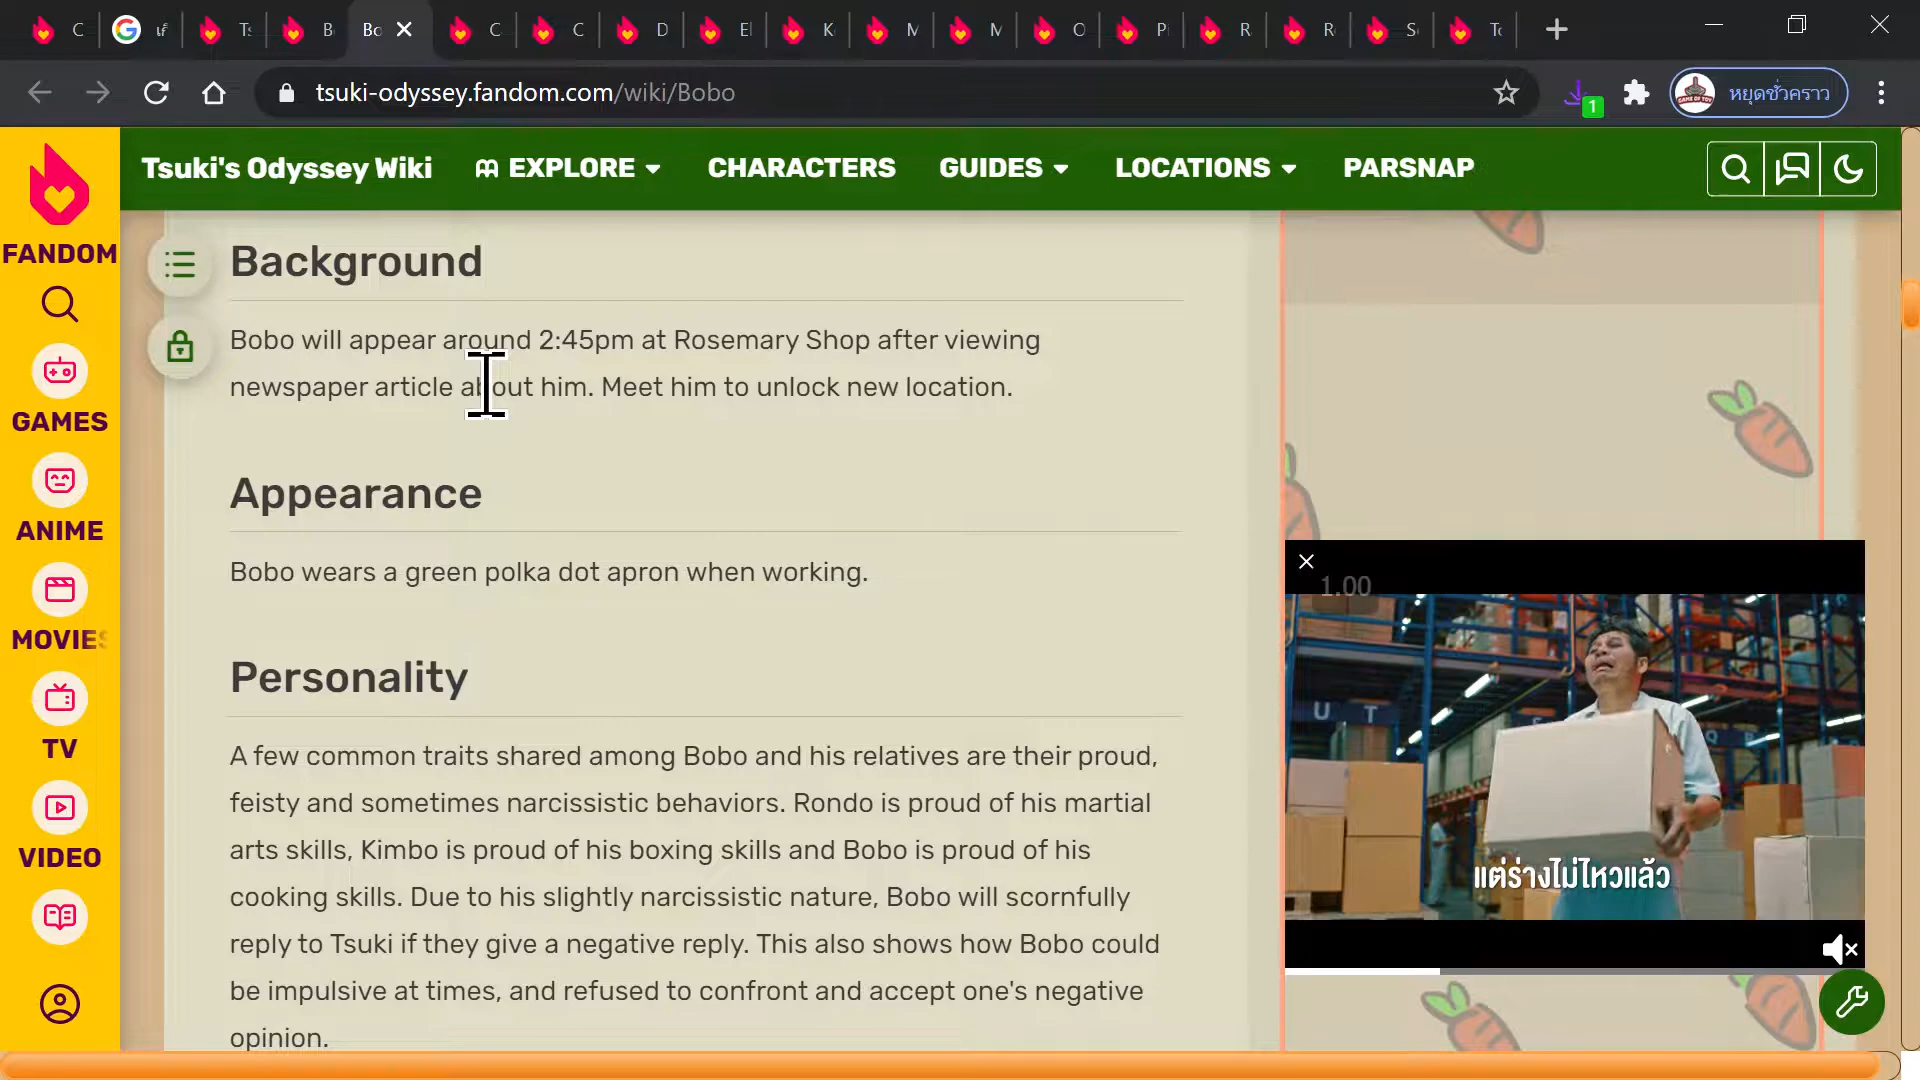 C
เf
Ts
B
Bo
C
C
D
El
K
M
M
O
Pl
R
R
S
To
tsuki-odyssey.fandom.com/wiki/Bobo
1
หยุดชั่วคราว
Tsuki's Odyssey Wiki
EXPLORE
CHARACTERS
GUIDES
LOCATIONS
PARSNAP
FANDOM
GAMES
ANIME
MOVIES
TV
VIDEO
Background
Bobo will appear around 2:45pm at Rosemary Shop after viewing
newspaper article about him. Meet him to unlock new location.
Appearance
Bobo wears a green polka dot apron when working.
Personality
A few common traits shared among Bobo and his relatives are their proud,
feisty and sometimes narcissistic behaviors. Rondo is proud of his martial
arts skills, Kimbo is proud of his boxing skills and Bobo is proud of his
cooking skills. Due to his slightly narcissistic nature, Bobo will scornfully
reply to Tsuki if they give a negative reply. This also shows how Bobo could
be impulsive at times, and refused to confront and accept one's negative
opinion.
1.00
แต่ร่างไม่ไหวแล้ว